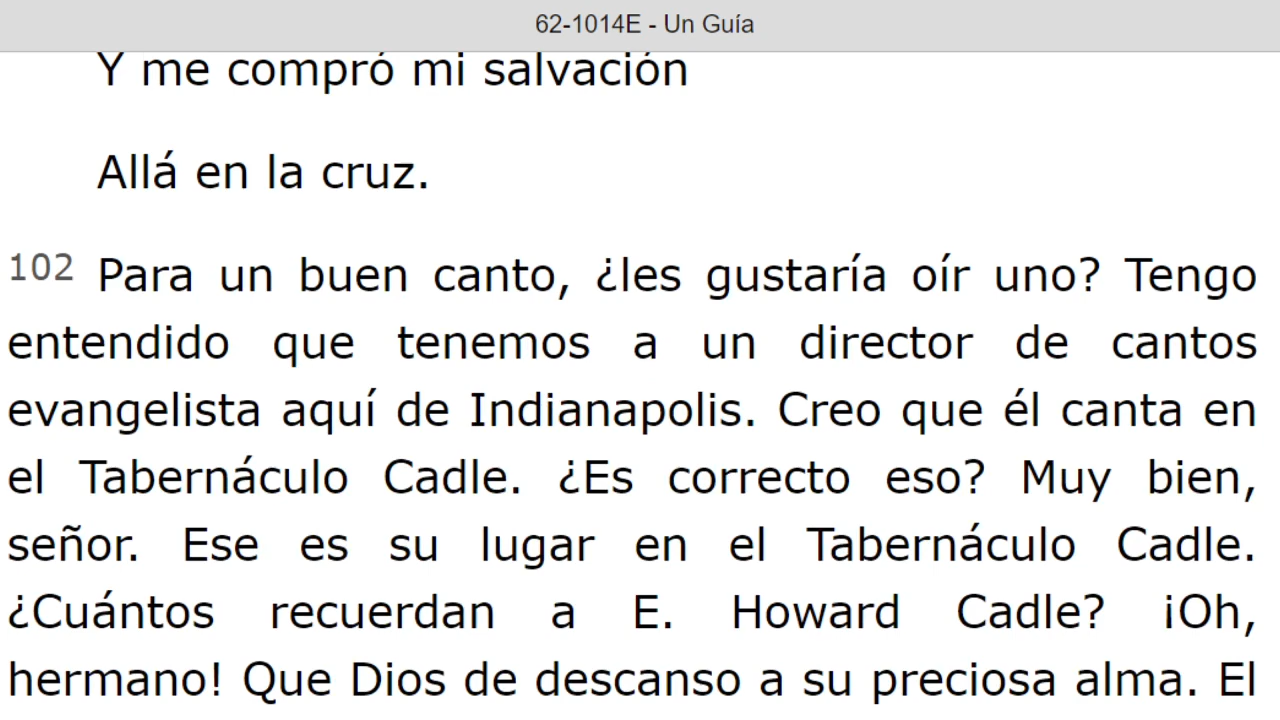 62-1014E - Un Guía
Y me compró mi salvación
Allá en la cruz.
102 Para un buen canto, ¿les gustaría oír uno? Tengo
entendido que tenemos a un director de cantos
evangelista aquí de Indianapolis. Creo que él canta en
el Tabernáculo Cadle. ¿Es correcto eso? Muy bien,
señor. Ese es su lugar en el Tabernáculo Cadle.
¿Cuántos recuerdan a E. Howard Cadle? ¡Oh,
hermano! Que Dios de descanso a su preciosa alma. El